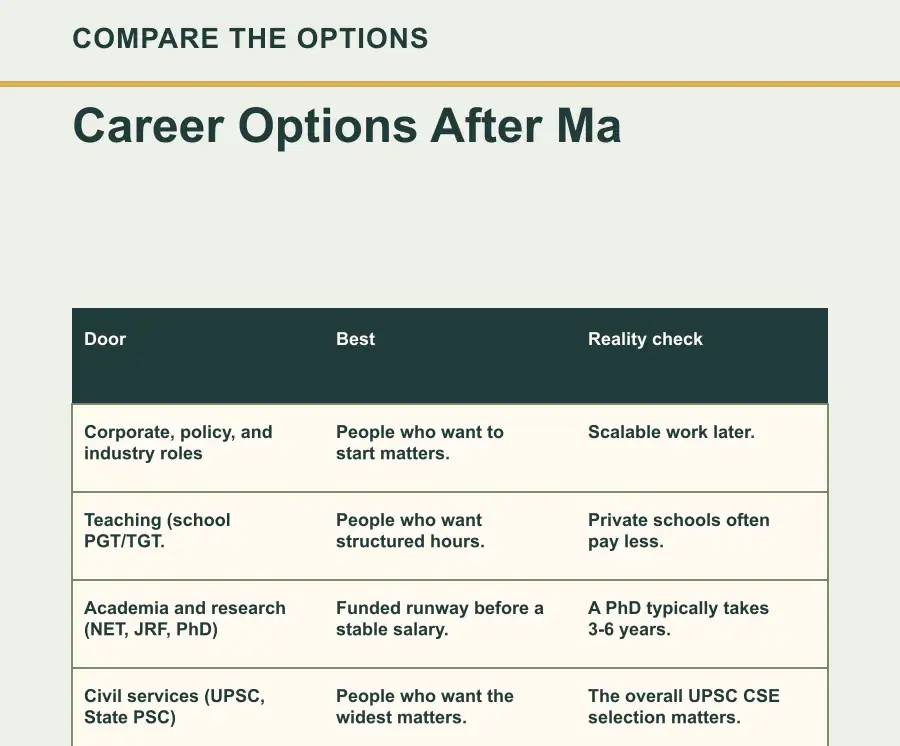 COMPARE THE OPTIONS
Career Options After Ma
Door Best Reality check
Corporate, policy, and
industry roles
People who want to
start matters.
Scalable work later.
Teaching (school
PGT/TGT.
People who want
structured hours.
Private schools often
pay less.
Academia and research
(NET, JRF, PhD)
Funded runway before a
stable salary.
A PhD typically takes
3-6 years.
Civil services (UPSC,
State PSC)
People who want the
widest matters.
The overall UPSC CSE
selection matters.